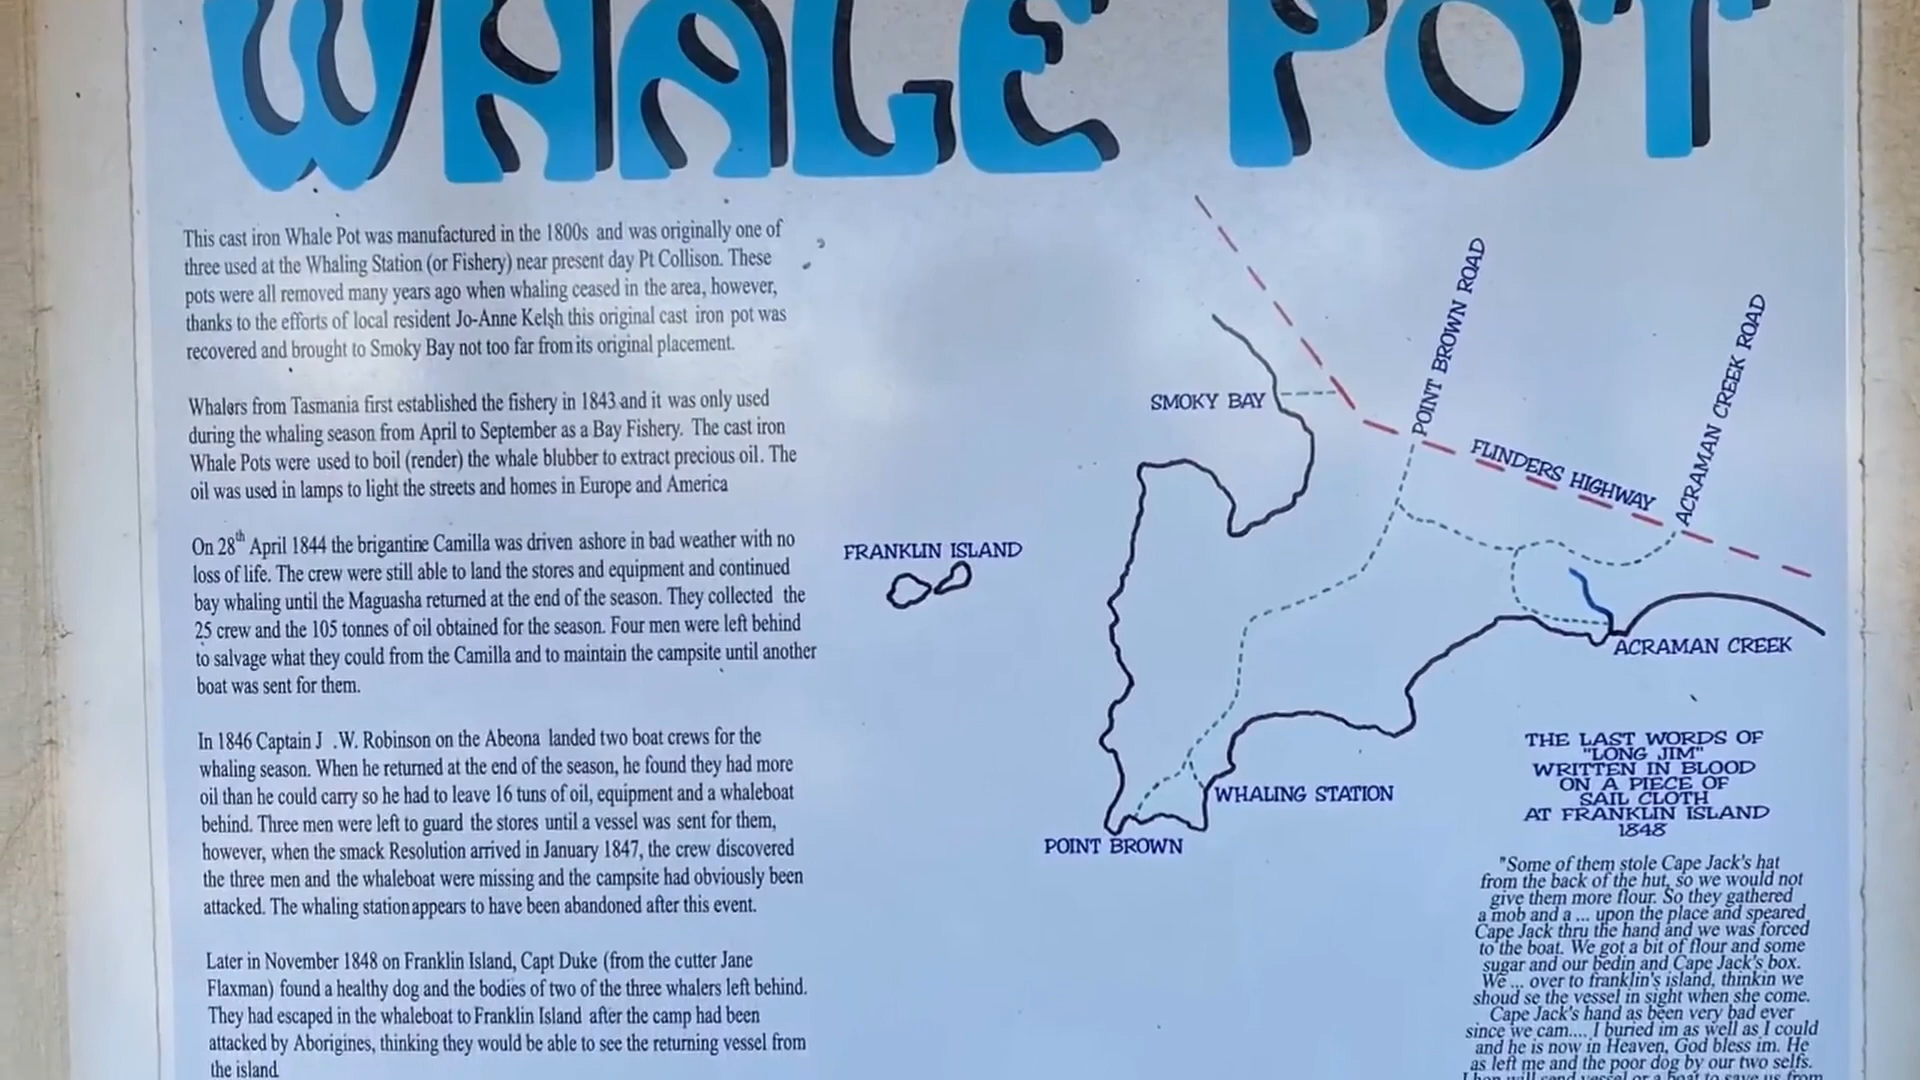 WHALE POT
This cast iron Whale Pot was manufactured in the 1800s and was originally one of
three used at the Whaling Station (or Fishery) near present day Pt Collison. These
pots were all removed many years ago when whaling ceased in the area, however,
thanks to the efforts of local resident Jo-Anne Kelsh this original cast iron pot was
recovered and brought to Smoky Bay not too far from its original placement.
Whalers from Tasmania first established the fishery in 1843 and it was only used
during the whaling season from April to September as a Bay Fishery. The cast iron
Whale Pots were used to boil (render) the whale blubber to extract precious oil. The
oil was used in lamps to light the streets and homes in Europe and America
On 28th April 1844 the brigantine Camilla was driven ashore in bad weather with no
loss of life. The crew were still able to land the stores and equipment and continued
bay whaling until the Maguasha returned at the end of the season. They collected the
25 crew and the 105 tonnes of oil obtained for the season. Four men were left behind
to salvage what they could from the Camilla and to maintain the campsite until another
boat was sent for them.
In 1846 Captain J .W. Robinson on the Abeona landed two boat crews for the
whaling season. When he returned at the end of the season, he found they had more
oil than he could carry so he had to leave 16 tuns of oil, equipment and a whaleboat
behind. Three men were left to guard the stores until a vessel was sent for them,
however, when the smack Resolution arrived in January 1847, the crew discovered
the three men and the whaleboat were missing and the campsite had obviously been
attacked. The whaling station appears to have been abandoned after this event.
Later in November 1848 on Franklin Island, Capt Duke (from the cutter Jane
Flaxman) found a healthy dog and the bodies of two of the three whalers left behind.
They had escaped in the whaleboat to Franklin Island after the camp had been
attacked by Aborigines, thinking they would be able to see the returning vessel from
the island
POINT BROWN ROAD
ACRAMAN CREEK ROAD
SMOKY BAY
FLINDERS HIGHWAY
FRANKLIN ISLAND
ACRAMAN CREEK
WHALING STATION
POINT BROWN
THE LAST WORDS OF
"LONG JIM"
WRITTEN IN BLOOD
ON A PIECE OF
SAIL CLOTH
AT FRANKLIN ISLAND
1848
"Some of them stole Cape Jack's hat
from the back of the hut, so we would not
give them more flour. So they gathered
a mob and a ... upon the place and speared
Cape Jack thru the hand and we was forced
to the boat. We got a bit of flour and some
sugar and our bedin and Cape Jack's box.
We ... over to franklin's island, thinkin we
shoud se the vessel in sight when she come.
Cape Jack's hand as been very bad ever
since we cam.... I buried im as well as I could
and he is now in Heaven, God bless im. He
as left me and the poor dog by our two selfs.
vessel or a boat to save us from